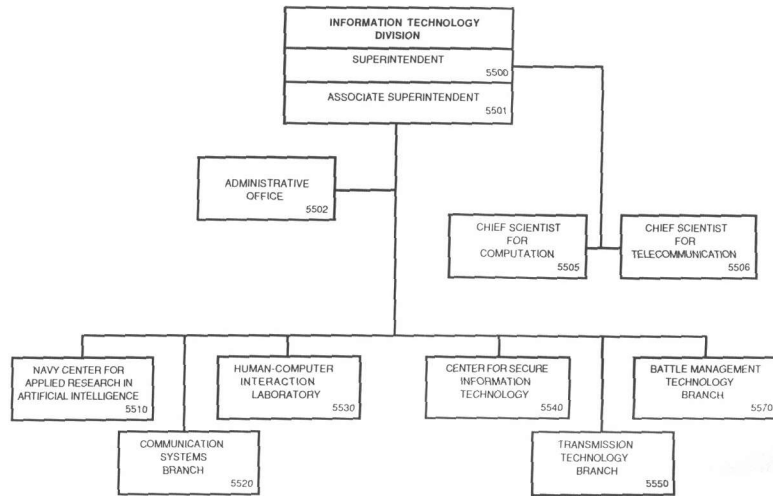 INFORMATION TECHNOLOGY
DIVISION
SUPERINTENDENT
5500
ASSOCIATE SUPERINTENDENT
5501
ADMINISTRATIVE
OFFICE
5502
CHIEF SCIENTIST
FOR
COMPUTATION
5505
CHIEF SCIENTIST
FOR
TELECOMMUNICATION
5506
NAVY CENTER FOR
APPLIED RESEARCH IN
ARTIFICIAL INTELLIGENCE
5510
HUMAN-COMPUTER
INTERACTION
LABORATORY
5530
CENTER FOR SECURE
INFORMATION
TECHNOLOGY
5540
BATTLE MANAGEMENT
TECHNOLOGY
BRANCH
5570
COMMUNICATION
SYSTEMS
BRANCH
5520
TRANSMISSION
TECHNOLOGY
BRANCH
5550